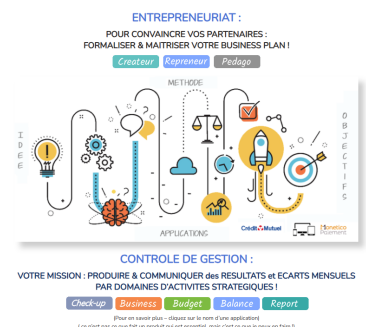 ENTREPRENEURIAT :
POUR CONVAINCRE VOS PARTENAIRES :
FORMALISER & MAITRISER VOTRE BUSINESS PLAN !
Createur Repreneur Pedago
METHODE
IDEE
OBJECTIFS
APPLICATIONS
Crédit Mutuel
Monetico
Paiement
CONTROLE DE GESTION :
VOTRE MISSION : PRODUIRE & COMMUNIQUER des RESULTATS et ECARTS MENSUELS
PAR DOMAINES D'ACTIVITES STRATEGIQUES !
Check-up Business Budget Balance Report
(Pour en savoir plus - cliquez sur le nom d'une application)